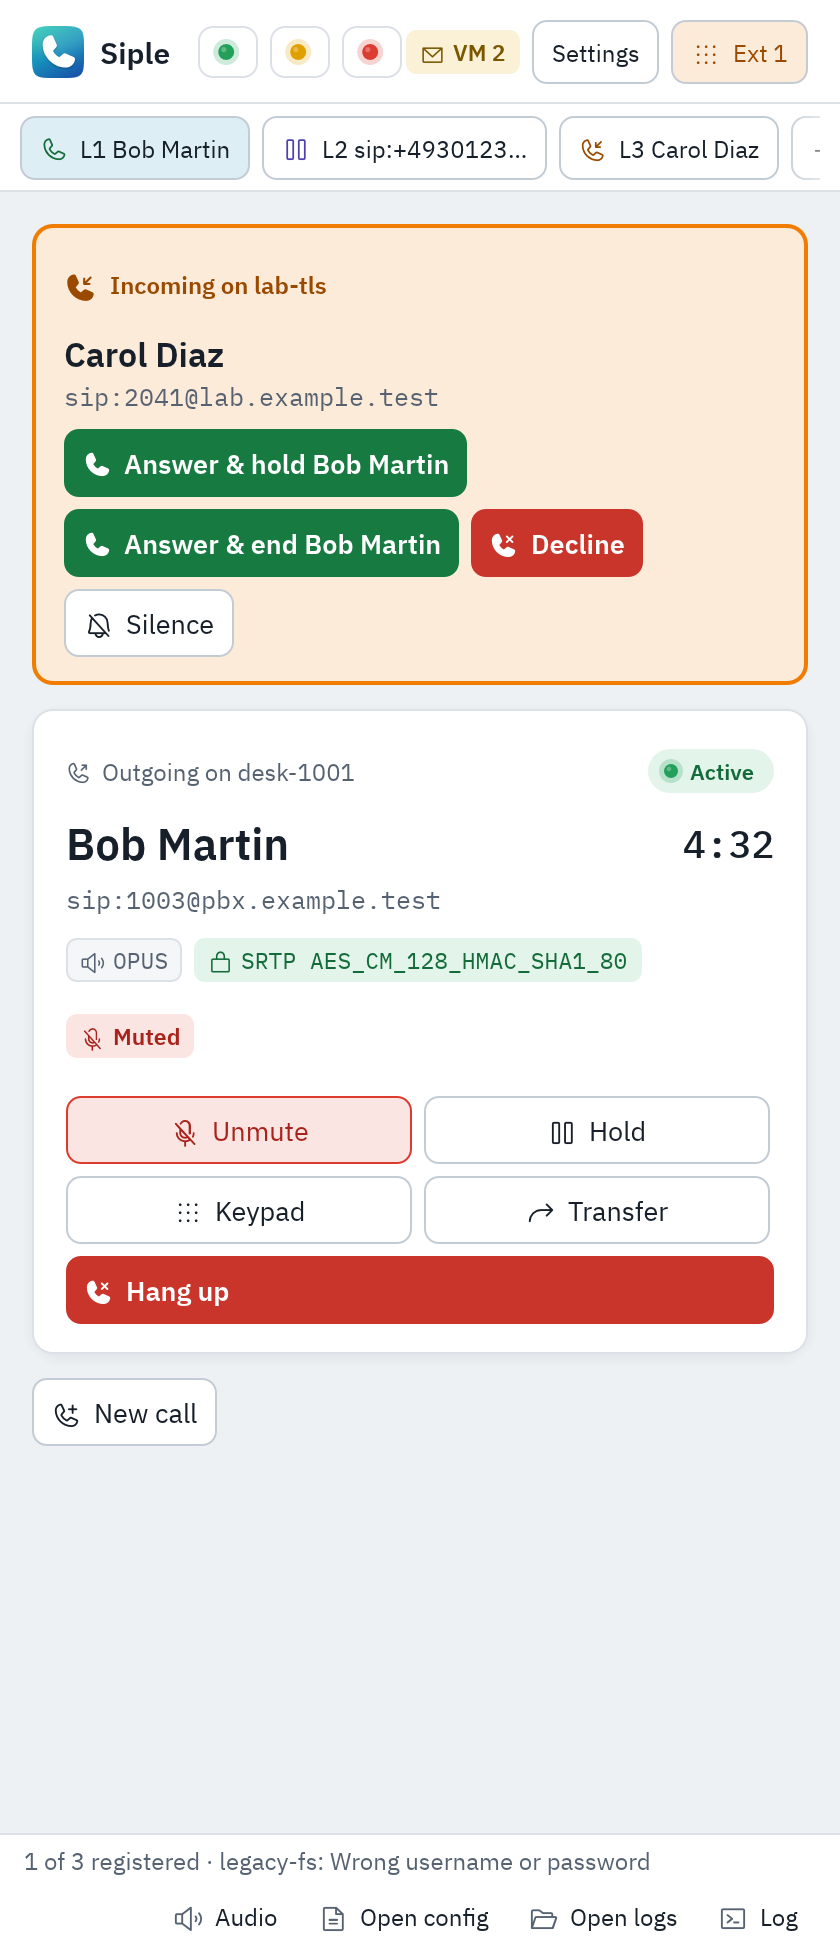 Siple VM 2 Settings Ext 1
L1 Bob Martin L2 sip:+4930123... L3 Carol Diaz
Incoming on lab-tls
Carol Diaz
sip:2041@lab.example.test
Answer & hold Bob Martin
Answer & end Bob Martin Decline
Silence
Outgoing on desk-1001 Active
Bob Martin 4:32
sip:1003@pbx.example.test
OPUS SRTP AES_CM_128_HMAC_SHA1_80
Muted
Unmute Hold
Keypad Transfer
Hang up
New call
1 of 3 registered · legacy-fs: Wrong username or password
Audio Open config Open logs Log